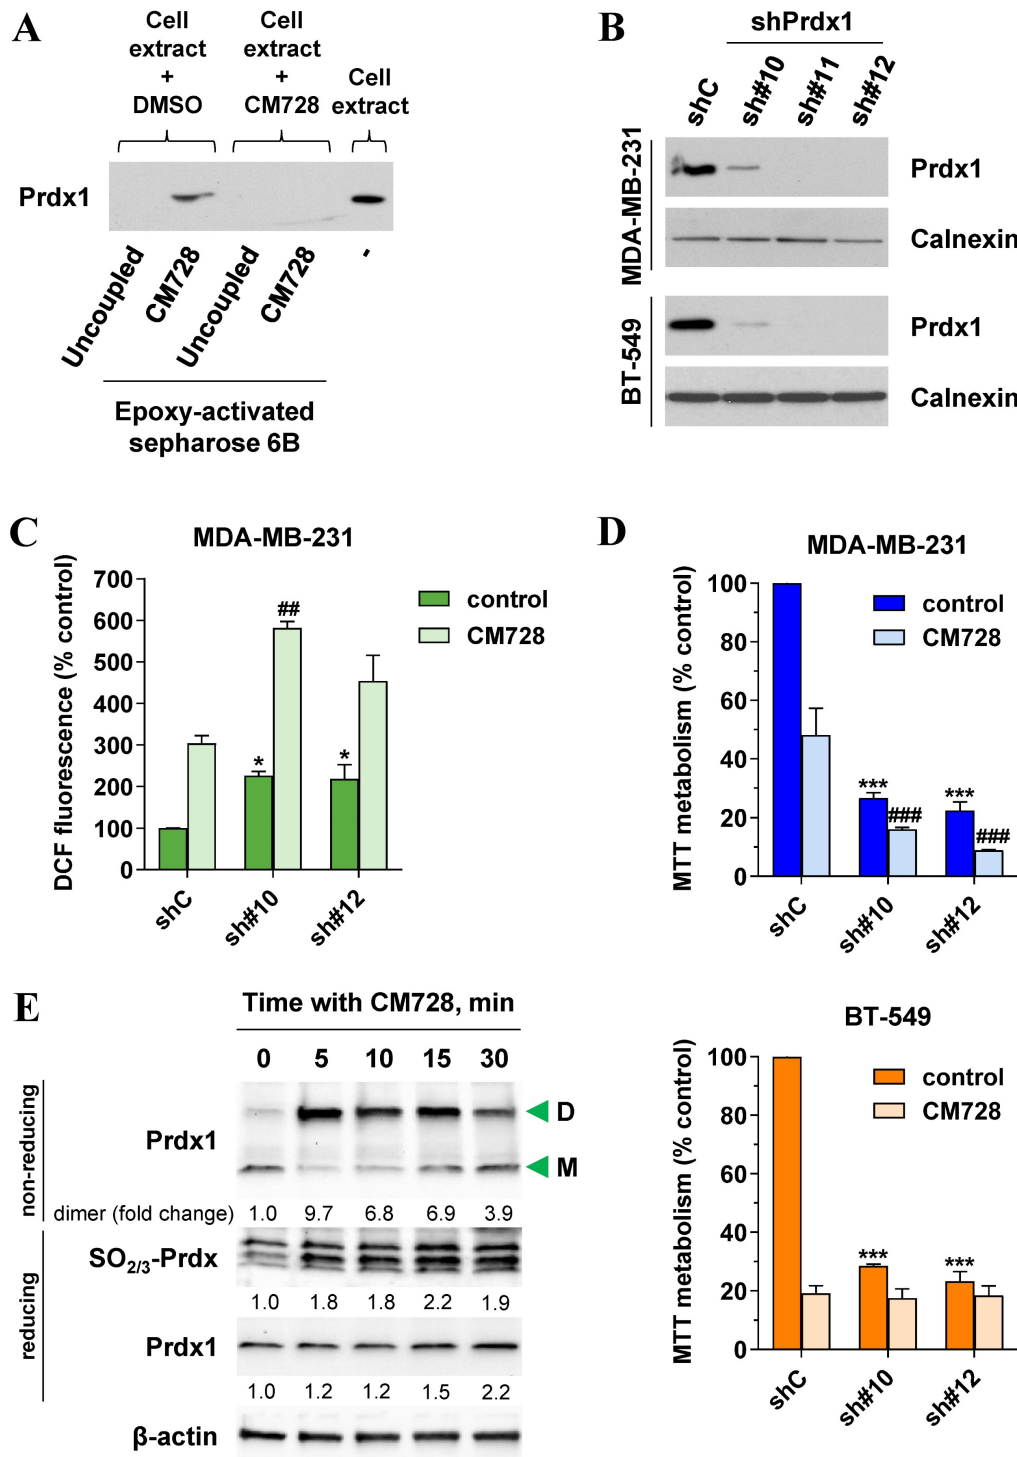 A
Cell extract + DMSO
Cell extract + CM728
Cell extract
Prdx1
Uncoupled
CM728
Uncoupled
CM728
-
Epoxy-activated
sepharose 6B
B
shPrdx1
shC
sh#10
sh#11
sh#12
MDA-MB-231
Prdx1
Calnexin
BT-549
Prdx1
Calnexin
C
MDA-MB-231
DCF fluorescence (% control)
700
600
500
400
300
200
100
0
##
*
*
control
CM728
shC
sh#10
sh#12
D
MDA-MB-231
MTT metabolism (% control)
100
80
60
40
20
0
***
###
***
###
control
CM728
shC
sh#10
sh#12
BT-549
MTT metabolism (% control)
100
80
60
40
20
0
***
***
control
CM728
shC
sh#10
sh#12
E
Time with CM728, min
0 5 10 15 30
non-reducing
Prdx1
D
M
dimer (fold change) 1.0 9.7 6.8 6.9 3.9
reducing
SO2/3-Prdx
1.0 1.8 1.8 2.2 1.9
Prdx1
1.0 1.2 1.2 1.5 2.2
β-actin